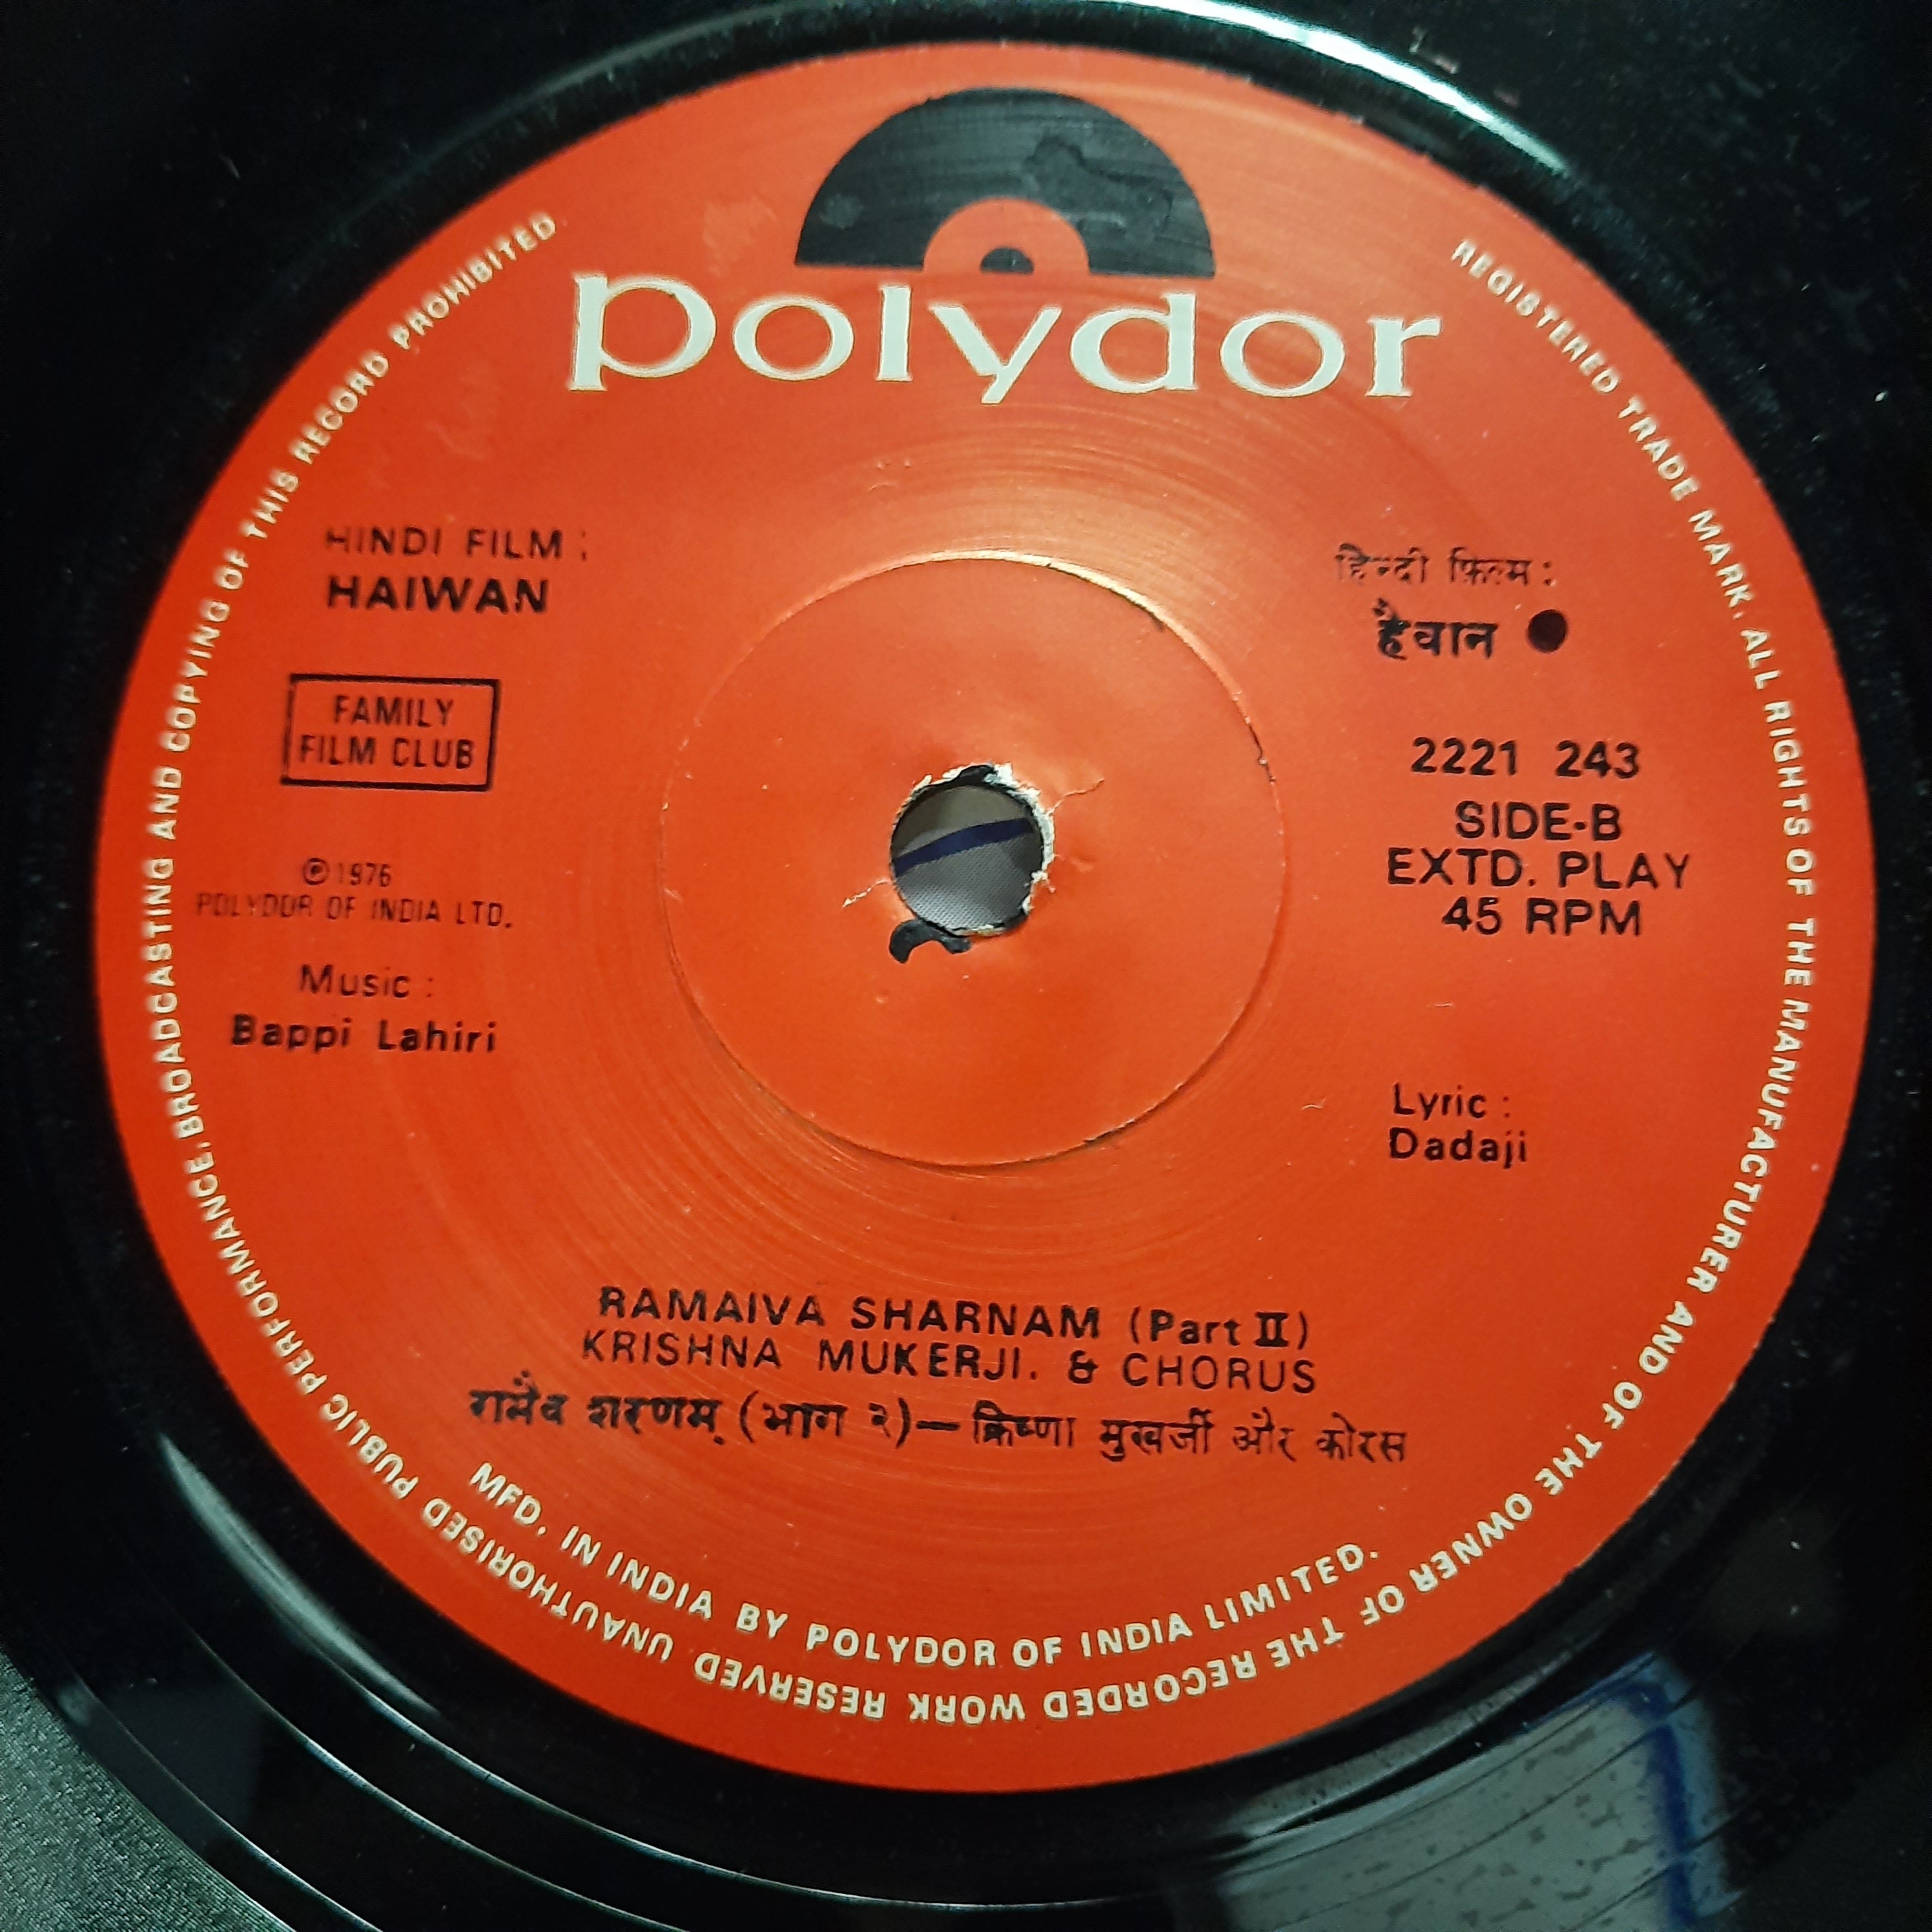 polydor
HINDI FILM :
HAIWAN
FAMILY
FILM CLUB
℗ 1976
POLYDOR OF INDIA LTD.
Music :
Bappi Lahiri
हिन्दी फ़िल्म :
हैवान
2221 243
SIDE-B
EXTD. PLAY
45 RPM
Lyric :
Dadaji
RAMAIVA SHARNAM (Part II)
KRISHNA MUKERJI. & CHORUS
रामैव शरणम् (भाग २)— क्रिष्णा मुखर्जी और कोरस
MFD. IN INDIA BY POLYDOR OF INDIA LIMITED.
REGISTERED TRADE MARK. ALL RIGHTS OF THE MANUFACTURER AND OF THE OWNER OF THE RECORDED WORK RESERVED UNAUTHORISED PUBLIC PERFORMANCE, BROADCASTING AND COPYING OF THIS RECORD PROHIBITED.